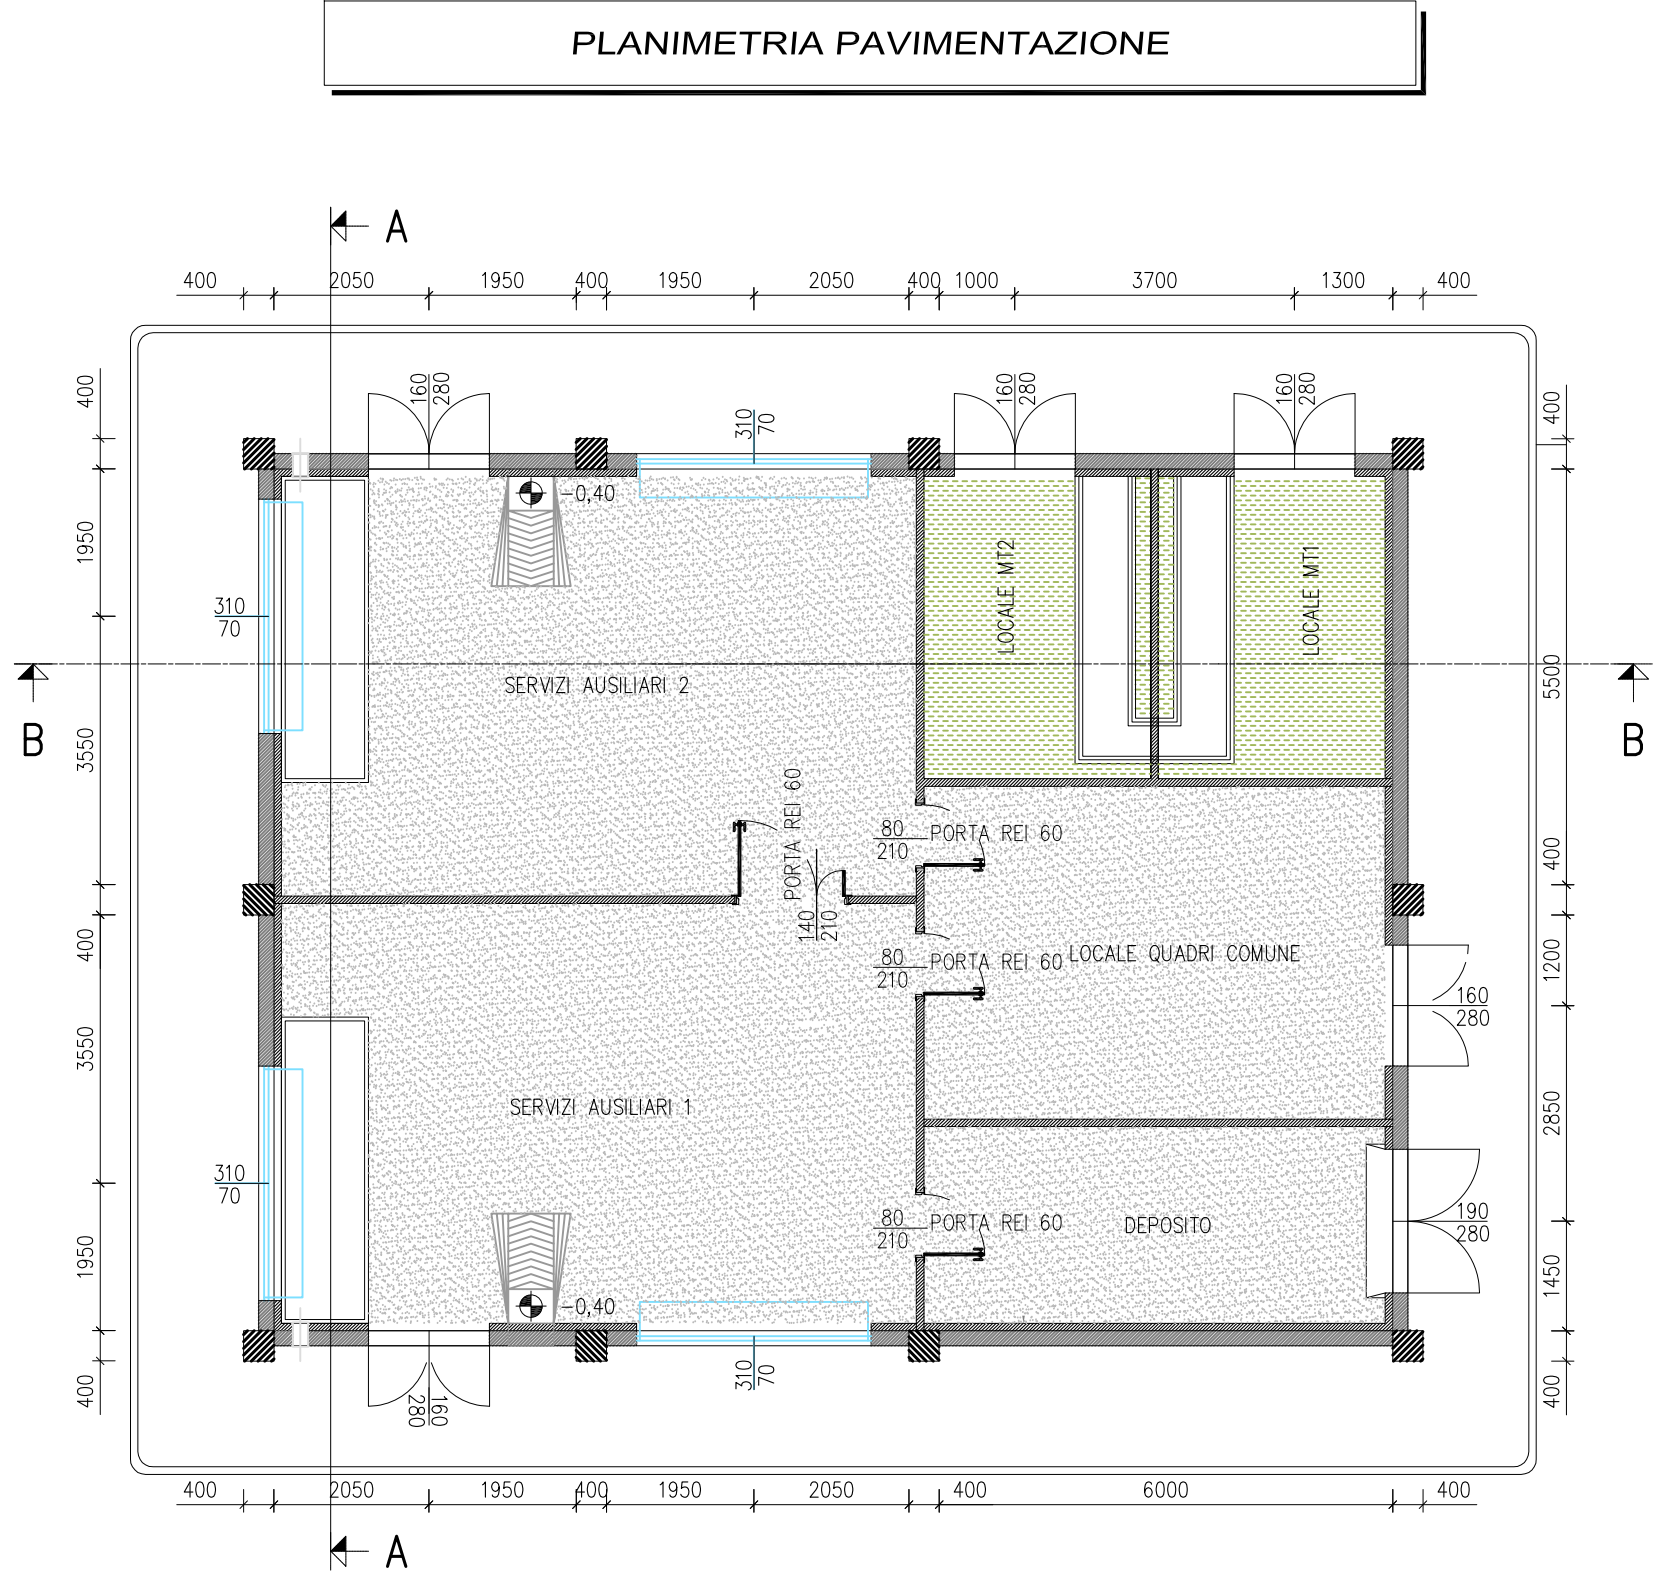 PLANIMETRIA PAVIMENTAZIONE
A
400 2050 1950 400 1950 2050 400 1000 3700 1300 400
400
1950
3550
400
3550
1950
400
160
280
310
70
160
280
160
280
400
5500
400
1200
2850
1450
400
-0,40
310
70
LOCALE MT2
LOCALE MT1
SERVIZI AUSILIARI 2
B
B
PORTA REI 60
140
210
80
210
PORTA REI 60
80
210
PORTA REI 60
LOCALE QUADRI COMUNE
160
280
SERVIZI AUSILIARI 1
310
70
80
210
PORTA REI 60
DEPOSITO
190
280
-0,40
160
280
310
70
400 2050 1950 400 1950 2050 400 6000 400
A